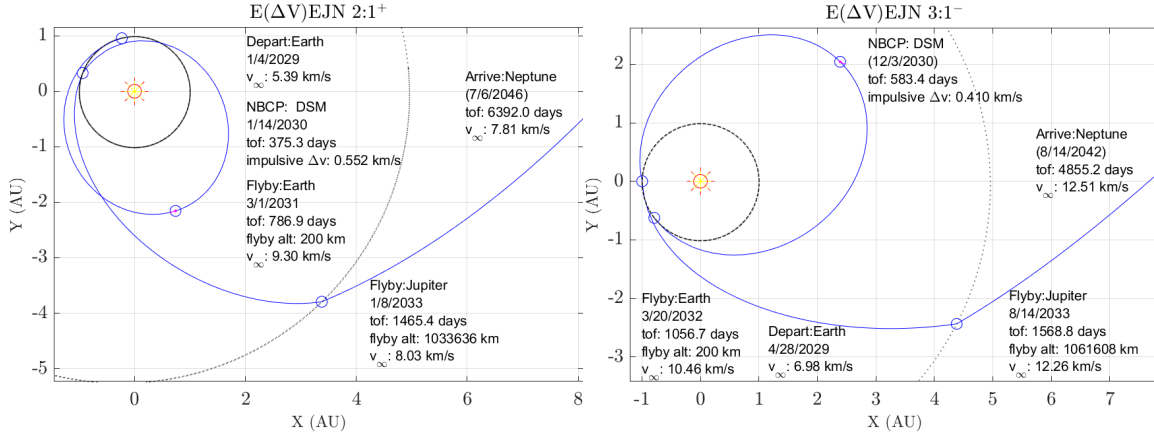 E(ΔV)EJN 2:1⁺
Depart:Earth
1/4/2029
v∞: 5.39 km/s
NBCP: DSM
1/14/2030
tof: 375.3 days
impulsive Δv: 0.552 km/s
Flyby:Earth
3/1/2031
tof: 786.9 days
flyby alt: 200 km
v∞: 9.30 km/s
Arrive:Neptune
(7/6/2046)
tof: 6392.0 days
v∞: 7.81 km/s
Flyby:Jupiter
1/8/2033
tof: 1465.4 days
flyby alt: 1033636 km
v∞: 8.03 km/s
1
0
-1
-2
-3
-4
-5
Y (AU)
0 1 2 3 4 5 6 7 8
X (AU)
E(ΔV)EJN 3:1⁻
NBCP: DSM
(12/3/2030)
tof: 583.4 days
impulsive Δv: 0.410 km/s
Arrive:Neptune
(8/14/2042)
tof: 4855.2 days
v∞: 12.51 km/s
Flyby:Earth
3/20/2032
tof: 1056.7 days
flyby alt: 200 km
v∞: 10.46 km/s
Depart:Earth
4/28/2029
v∞: 6.98 km/s
Flyby:Jupiter
8/14/2033
tof: 1568.8 days
flyby alt: 1061608 km
v∞: 12.26 km/s
2
1
0
-1
-2
-3
Y (AU)
-1 0 1 2 3 4 5 6 7
X (AU)